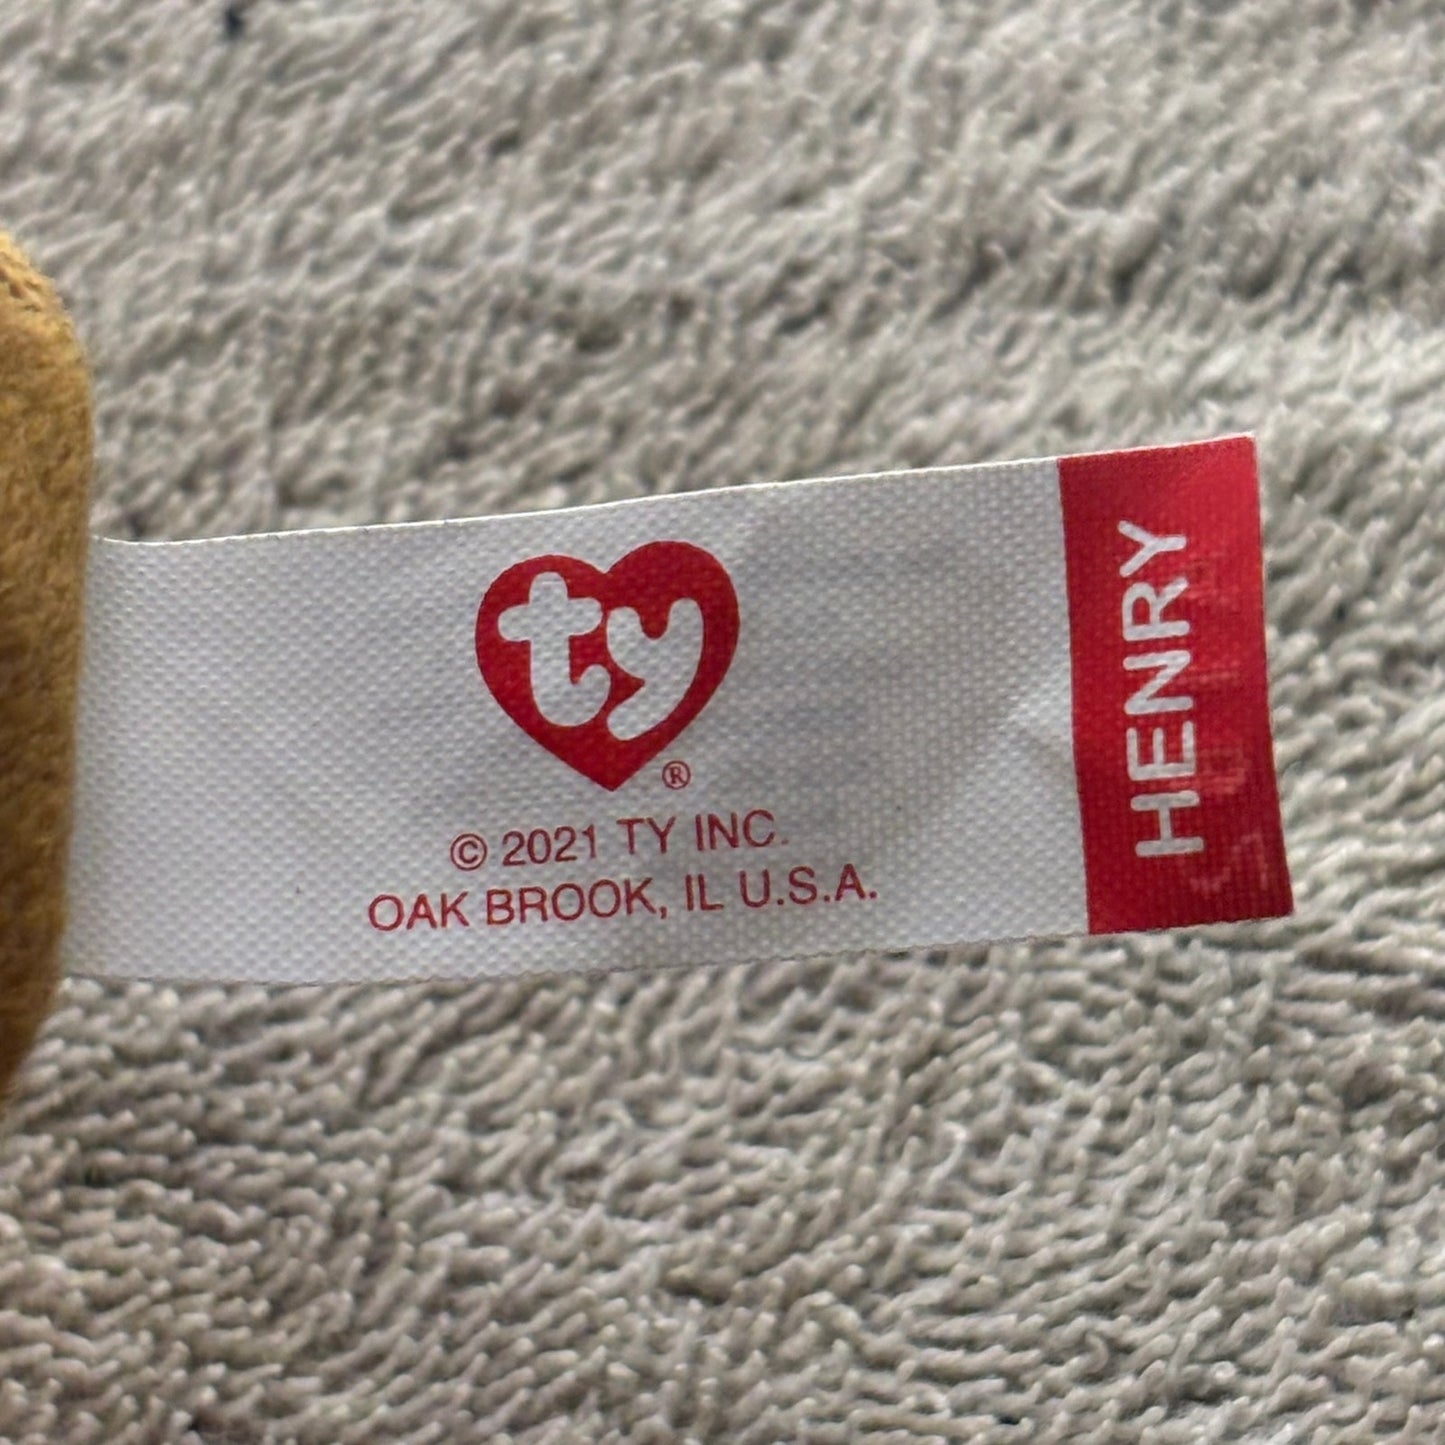 ty
®
© 2021 TY INC.
OAK BROOK, IL U.S.A.
HENRY